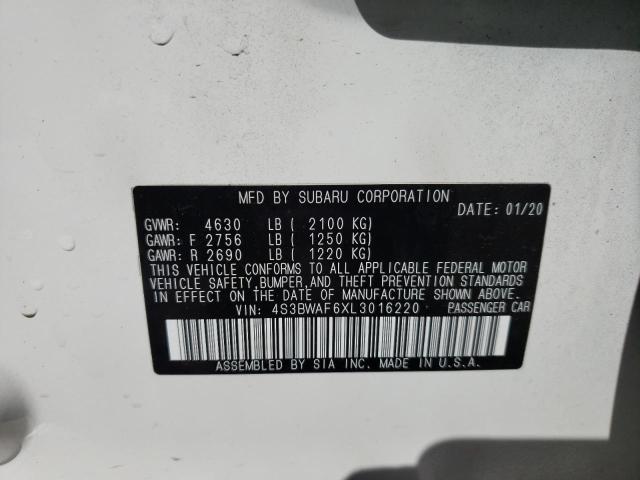 MFD BY SUBARU CORPORATION
DATE: 01/20
GVWR: 4630 LB ( 2100 KG)
GAWR: F 2756 LB ( 1250 KG)
GAWR: R 2690 LB ( 1220 KG)
THIS VEHICLE CONFORMS TO ALL APPLICABLE FEDERAL MOTOR
VEHICLE SAFETY, BUMPER, AND THEFT PREVENTION STANDARDS
IN EFFECT ON THE DATE OF MANUFACTURE SHOWN ABOVE.
VIN: 4S3BWAF6XL3016220 PASSENGER CAR
ASSEMBLED BY SIA INC. MADE IN U.S.A.